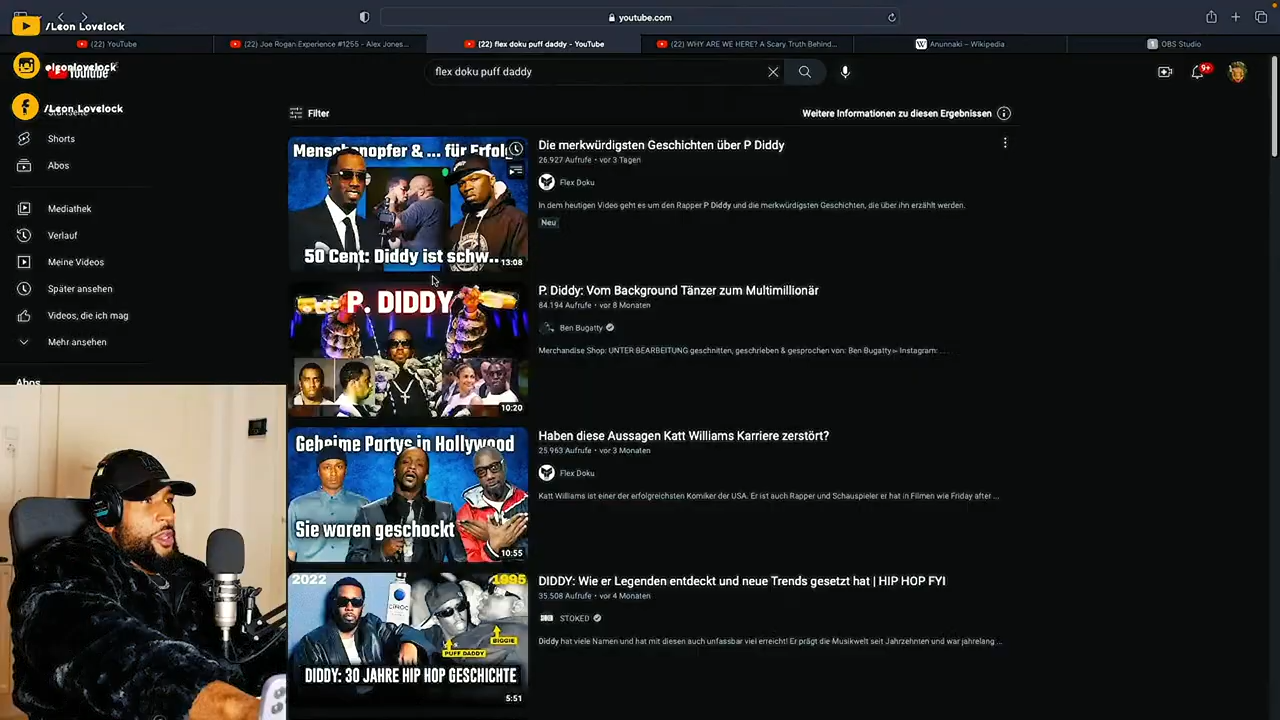 /Leon Lovelock
youtube.com
(22) YouTube
(22) Joe Rogan Experience #1255 - Alex Jones...
(22) flex doku puff daddy - YouTube
(22) WHY ARE WE HERE? A Scary Truth Behind...
Anunnaki – Wikipedia
1 OBS Studio
YouTube
flex doku puff daddy
9+
/Leon Lovelock
Startseite
Filter
Weitere Informationen zu diesen Ergebnissen
Shorts
Abos
Mediathek
Verlauf
Meine Videos
Später ansehen
Videos, die ich mag
Mehr ansehen
Abos
Menschenopfer & ... für Erfolg
50 Cent: Diddy ist schw..
13:08
Die merkwürdigsten Geschichten über P Diddy
26.927 Aufrufe • vor 3 Tagen
Flex Doku
In dem heutigen Video geht es um den Rapper P Diddy und die merkwürdigsten Geschichten, die über ihn erzählt werden.
Neu
P. DIDDY
10:20
P. Diddy: Vom Background Tänzer zum Multimillionär
84.194 Aufrufe • vor 8 Monaten
Ben Bugatty
Merchandise Shop: UNTER BEARBEITUNG geschnitten, geschrieben & gesprochen von: Ben Bugatty▻ Instagram: ...
Geheime Partys in Hollywood
Sie waren geschockt
10:55
Haben diese Aussagen Katt Williams Karriere zerstört?
25.963 Aufrufe • vor 3 Monaten
Flex Doku
Katt Williams ist einer der erfolgreichsten Komiker der USA. Er ist auch Rapper und Schauspieler er hat in Filmen wie Friday after ...
2022
1995
CIROC
BIGGIE
PUFF DADDY
DIDDY: 30 JAHRE HIP HOP GESCHICHTE
5:51
DIDDY: Wie er Legenden entdeckt und neue Trends gesetzt hat | HIP HOP FYI
35.508 Aufrufe • vor 4 Monaten
STOKED
Diddy hat viele Namen und hat mit diesen auch unfassbar viel erreicht! Er prägt die Musikwelt seit Jahrzehnten und war jahrelang ...